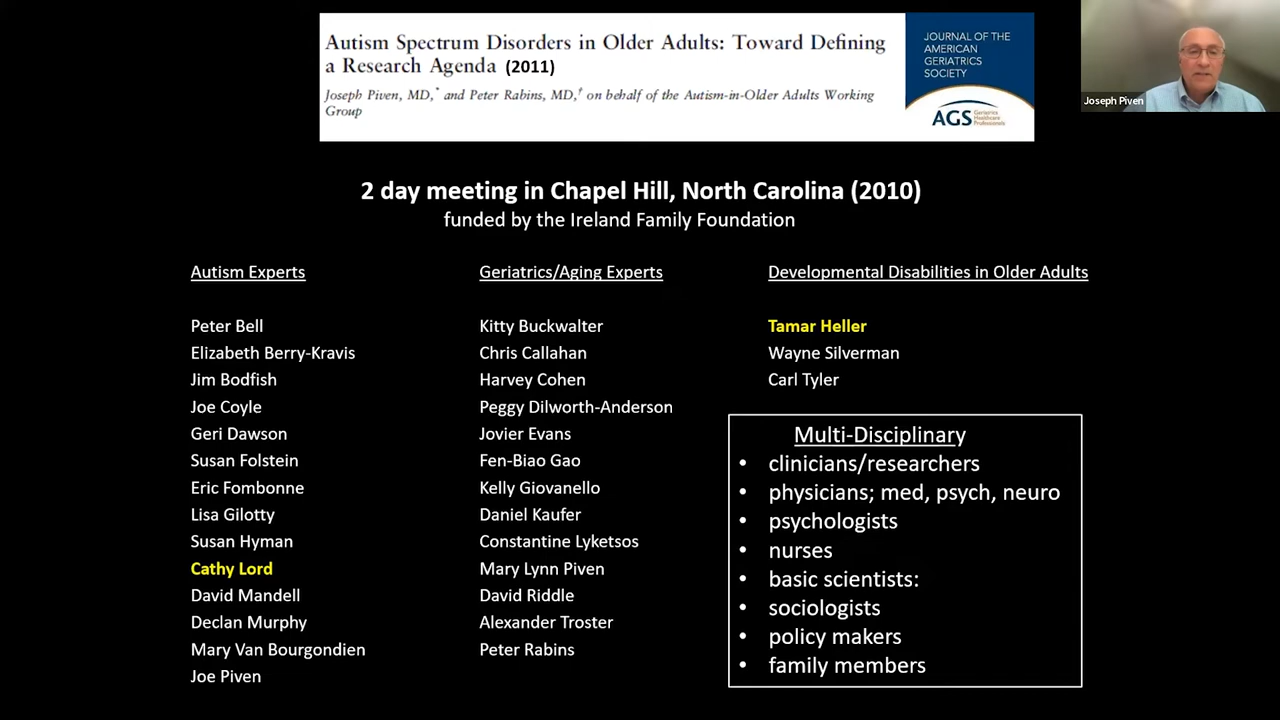 Autism Spectrum Disorders in Older Adults: Toward Defining
a Research Agenda (2011)
Joseph Piven, MD,* and Peter Rabins, MD,† on behalf of the Autism-in-Older Adults Working
Group
JOURNAL OF THE
AMERICAN
GERIATRICS
SOCIETY
AGS Geriatrics
Healthcare
Professionals
Joseph Piven
2 day meeting in Chapel Hill, North Carolina (2010)
funded by the Ireland Family Foundation
Autism Experts
Peter Bell
Elizabeth Berry-Kravis
Jim Bodfish
Joe Coyle
Geri Dawson
Susan Folstein
Eric Fombonne
Lisa Gilotty
Susan Hyman
Cathy Lord
David Mandell
Declan Murphy
Mary Van Bourgondien
Joe Piven
Geriatrics/Aging Experts
Kitty Buckwalter
Chris Callahan
Harvey Cohen
Peggy Dilworth-Anderson
Jovier Evans
Fen-Biao Gao
Kelly Giovanello
Daniel Kaufer
Constantine Lyketsos
Mary Lynn Piven
David Riddle
Alexander Troster
Peter Rabins
Developmental Disabilities in Older Adults
Tamar Heller
Wayne Silverman
Carl Tyler
Multi-Disciplinary
• clinicians/researchers
• physicians; med, psych, neuro
• psychologists
• nurses
• basic scientists:
• sociologists
• policy makers
• family members